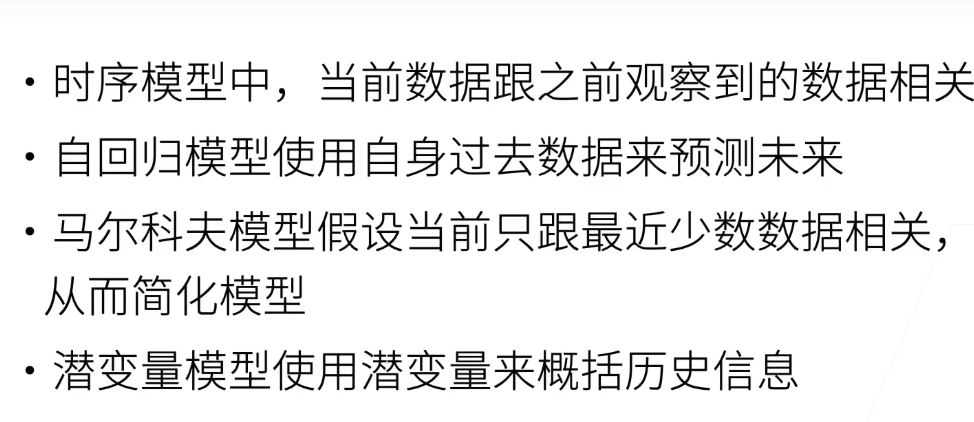 • 时序模型中，当前数据跟之前观察到的数据相关
• 自回归模型使用自身过去数据来预测未来
• 马尔科夫模型假设当前只跟最近少数数据相关，
从而简化模型
• 潜变量模型使用潜变量来概括历史信息